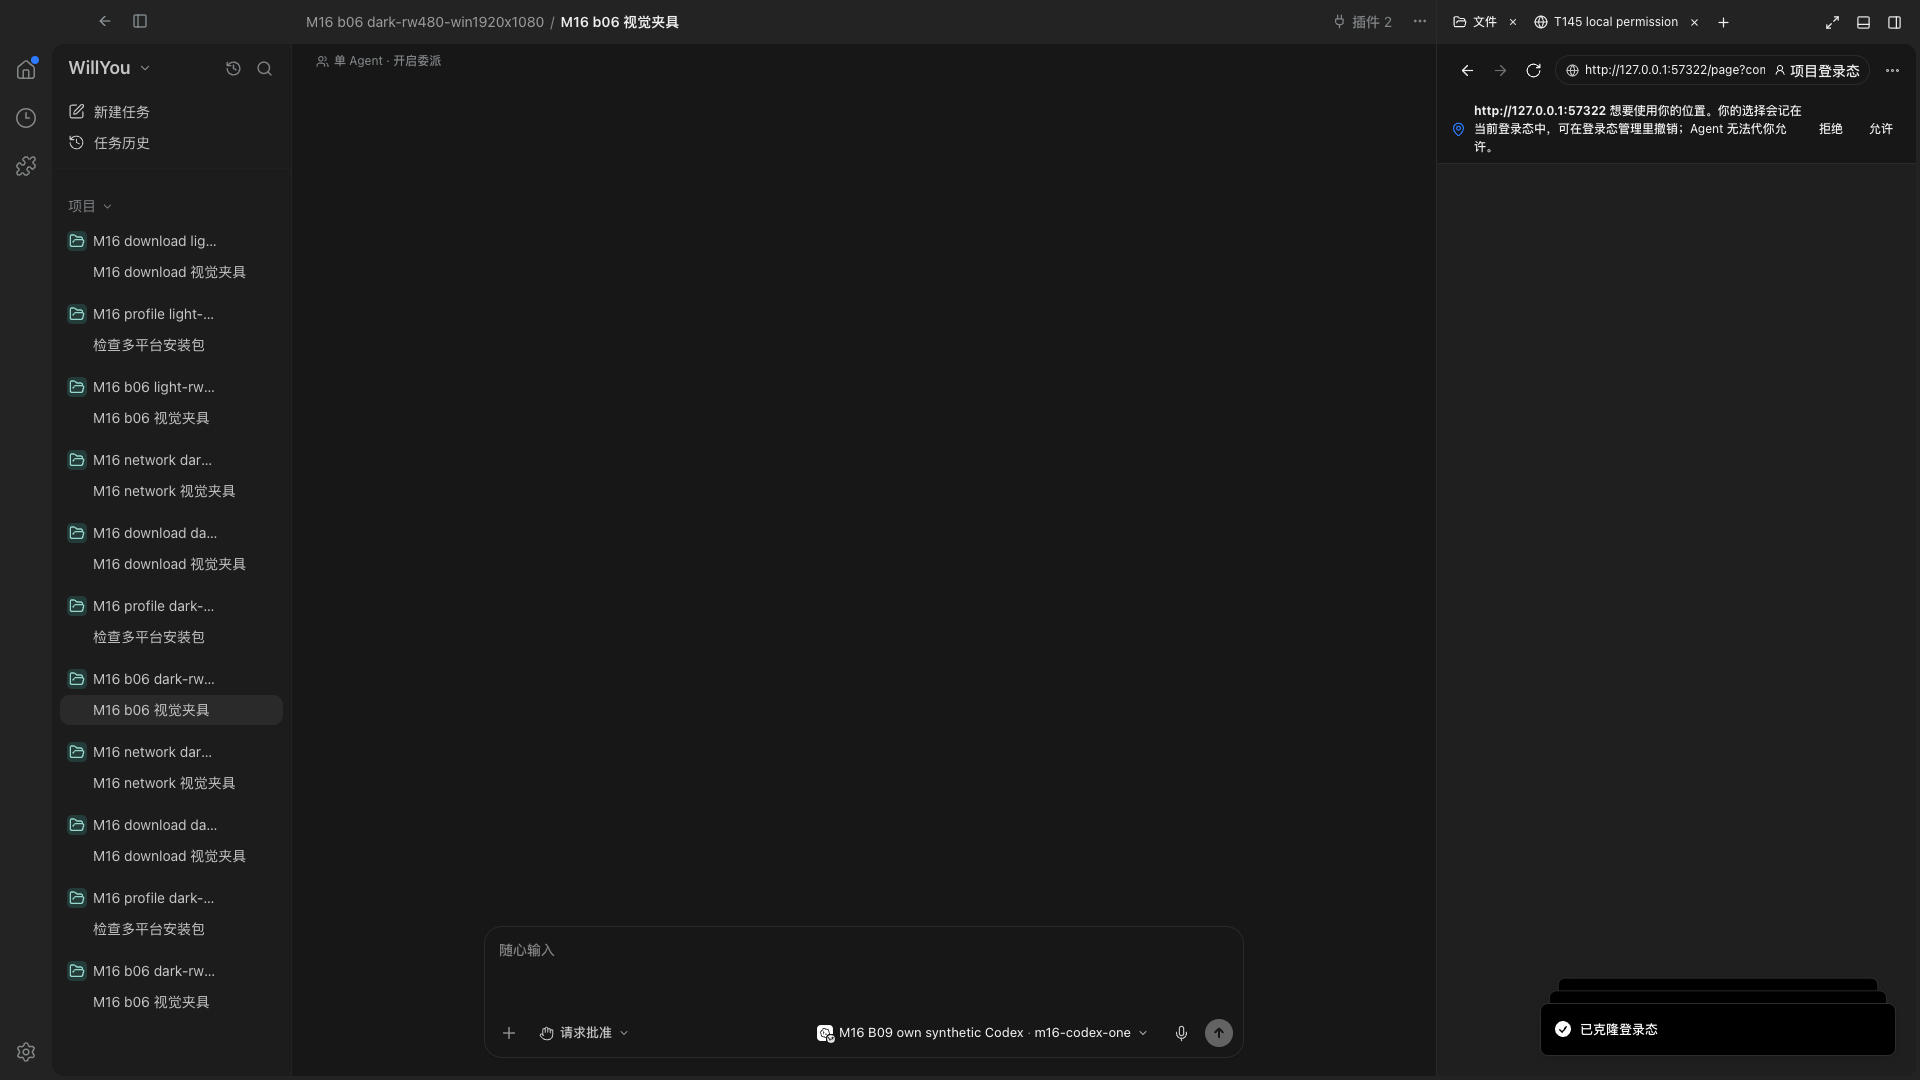 M16 b06 dark-rw480-win1920x1080 / M16 b06 视觉夹具
插件 2
文件
T145 local permission
WillYou
单 Agent · 开启委派
新建任务
任务历史
项目
M16 download lig...
M16 download 视觉夹具
M16 profile light-...
检查多平台安装包
M16 b06 light-rw...
M16 b06 视觉夹具
M16 network dar...
M16 network 视觉夹具
M16 download da...
M16 download 视觉夹具
M16 profile dark-...
检查多平台安装包
M16 b06 dark-rw...
M16 b06 视觉夹具
M16 network dar...
M16 network 视觉夹具
M16 download da...
M16 download 视觉夹具
M16 profile dark-...
检查多平台安装包
M16 b06 dark-rw...
M16 b06 视觉夹具
随心输入
请求批准
M16 B09 own synthetic Codex · m16-codex-one
http://127.0.0.1:57322/page?con
项目登录态
http://127.0.0.1:57322 想要使用你的位置。你的选择会记在
当前登录态中，可在登录态管理里撤销；Agent 无法代你允
许。
拒绝
允许
已克隆登录态